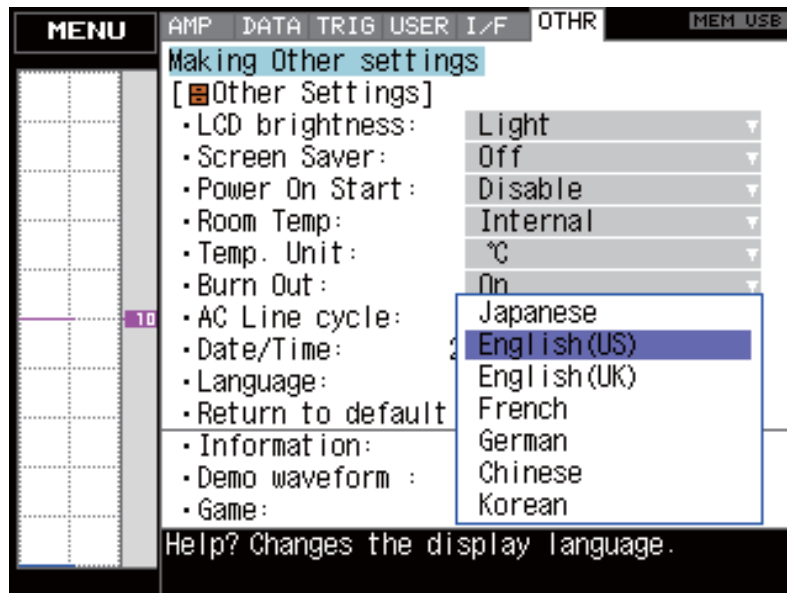 MENU
AMP DATA TRIG USER I/F OTHR MEM USB
Making Other settings
[Other Settings]
・LCD brightness: Light
・Screen Saver: Off
・Power On Start: Disable
・Room Temp: Internal
・Temp. Unit: ℃
・Burn Out: On
10
・AC Line cycle:
・Date/Time:
・Language:
・Return to default
・Information:
・Demo waveform :
・Game:
Japanese
English(US)
English(UK)
French
German
Chinese
Korean
Help? Changes the display language.